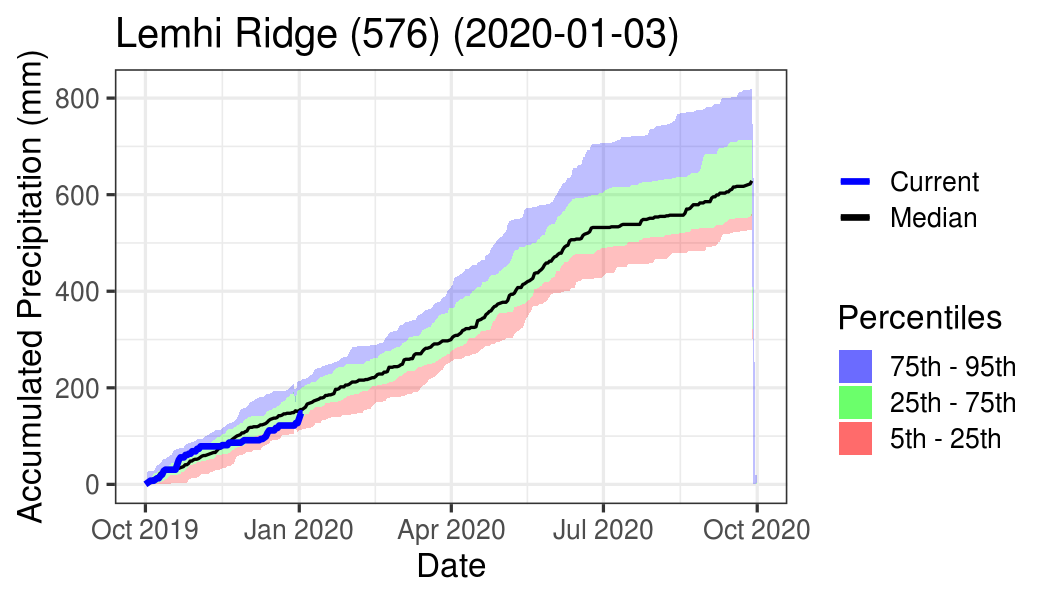 Lemhi Ridge (576) (2020-01-03)
Accumulated Precipitation (mm)
800
600
400
200
0
Oct 2019
Jan 2020
Apr 2020
Jul 2020
Oct 2020
Date
Current
Median
Percentiles
75th - 95th
25th - 75th
5th - 25th